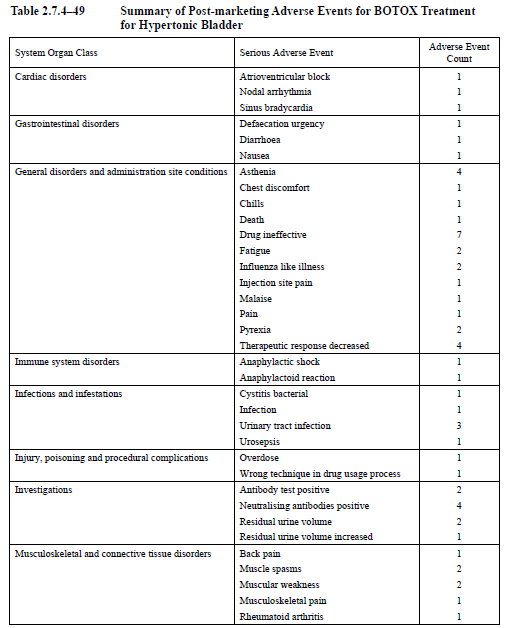 Table 2.7.4–49 Summary of Post-marketing Adverse Events for BOTOX Treatment
for Hypertonic Bladder
System Organ Class Serious Adverse Event Adverse Event
Count
Cardiac disorders Atrioventricular block 1
Nodal arrhythmia 1
Sinus bradycardia 1
Gastrointestinal disorders Defaecation urgency 1
Diarrhoea 1
Nausea 1
General disorders and administration site conditions Asthenia 4
Chest discomfort 1
Chills 1
Death 1
Drug ineffective 7
Fatigue 2
Influenza like illness 2
Injection site pain 1
Malaise 1
Pain 1
Pyrexia 2
Therapeutic response decreased 4
Immune system disorders Anaphylactic shock 1
Anaphylactoid reaction 1
Infections and infestations Cystitis bacterial 1
Infection 1
Urinary tract infection 3
Urosepsis 1
Injury, poisoning and procedural complications Overdose 1
Wrong technique in drug usage process 1
Investigations Antibody test positive 2
Neutralising antibodies positive 4
Residual urine volume 2
Residual urine volume increased 1
Musculoskeletal and connective tissue disorders Back pain 1
Muscle spasms 2
Muscular weakness 2
Musculoskeletal pain 1
Rheumatoid arthritis 1